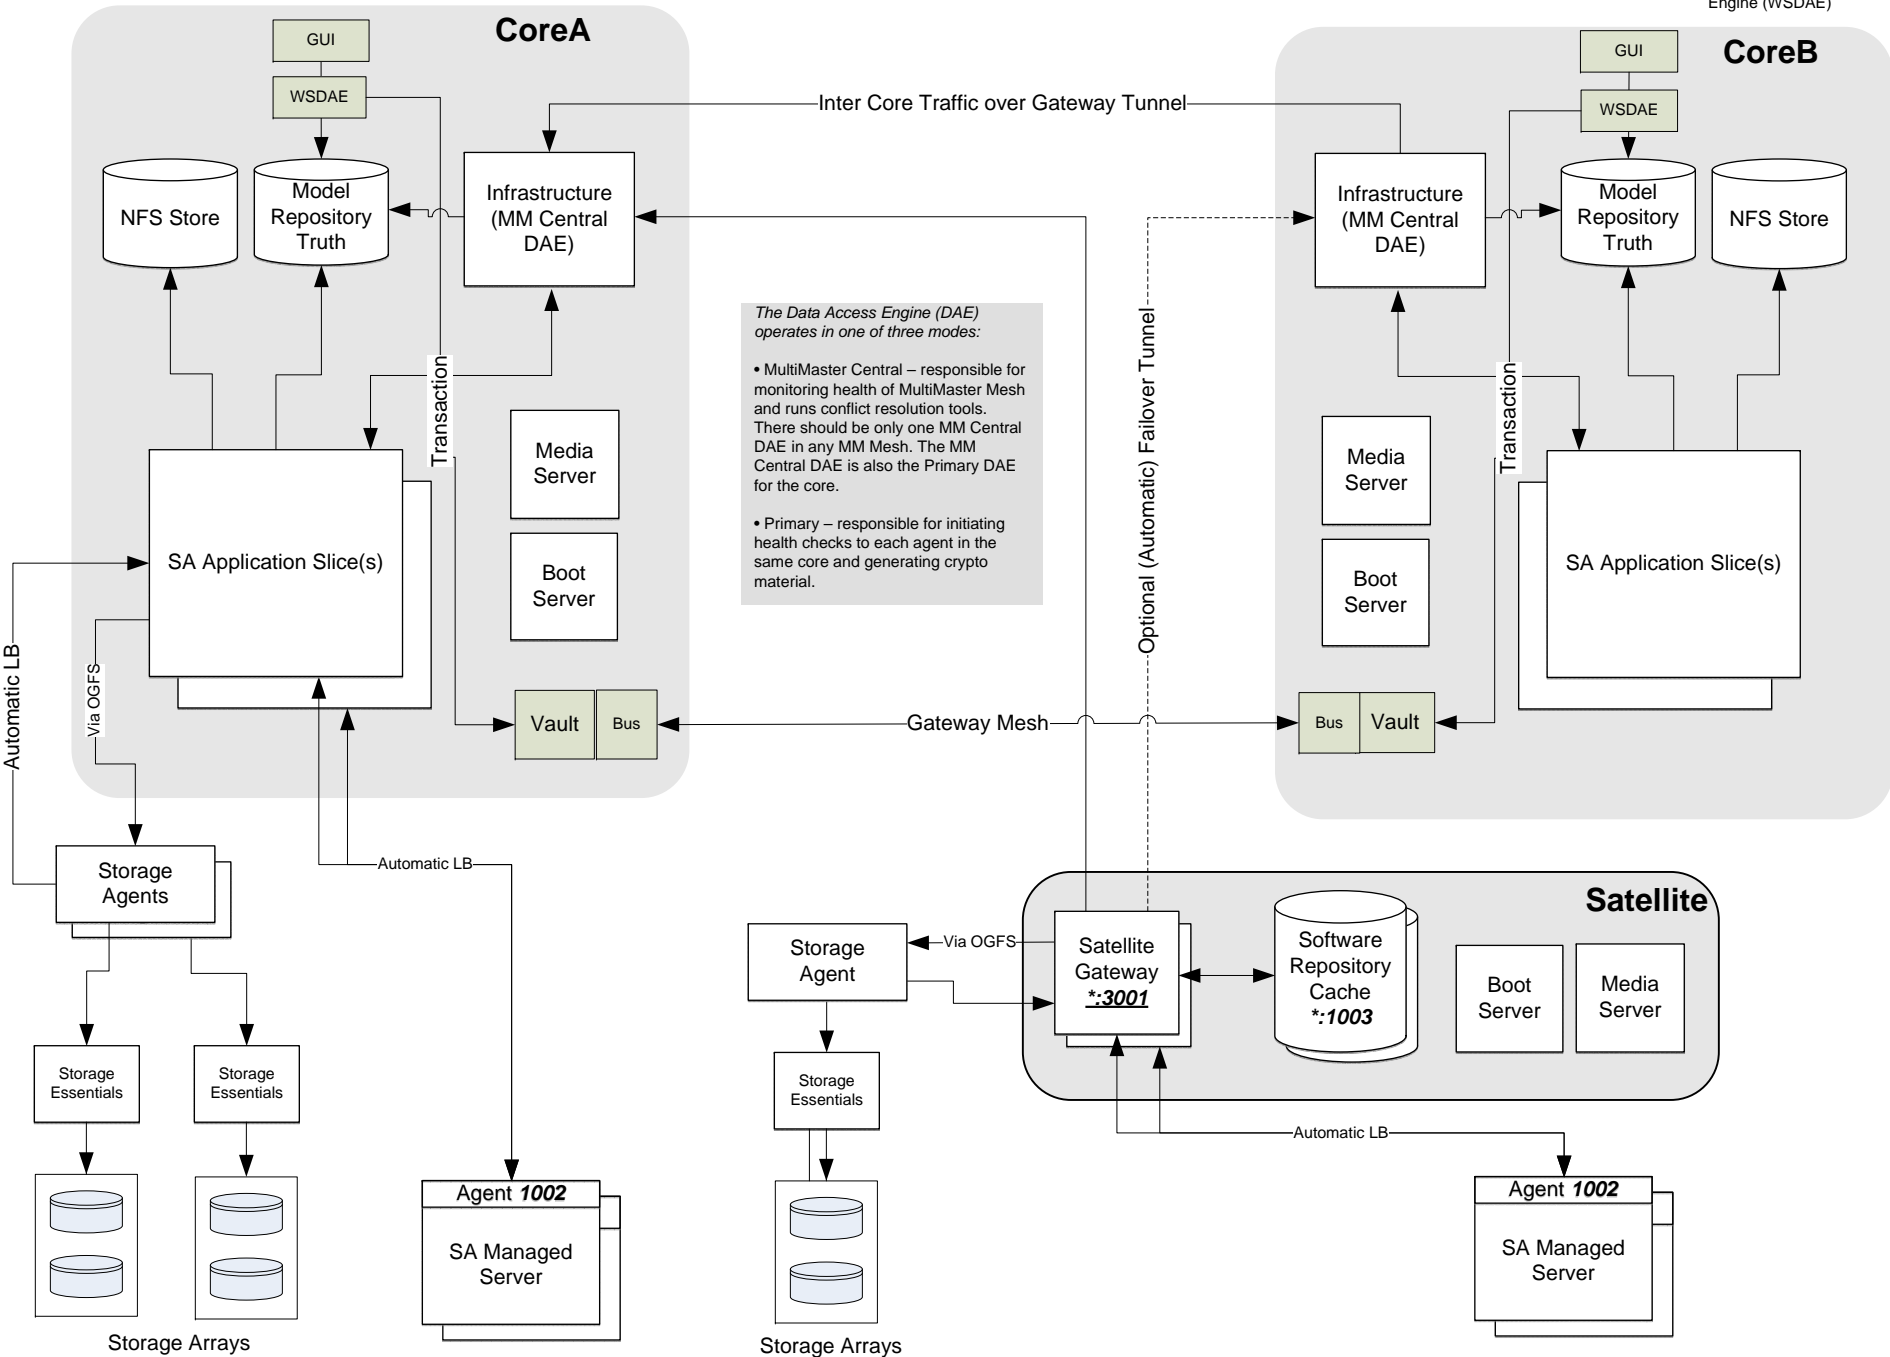 Engine (WSDAE)
CoreA
GUI
WSDAE
NFS Store
Model
Repository
Truth
Infrastructure
(MM Central
DAE)
Inter Core Traffic over Gateway Tunnel
CoreB
GUI
WSDAE
Infrastructure
(MM Central
DAE)
Model
Repository
Truth
NFS Store
The Data Access Engine (DAE)
operates in one of three modes:
• MultiMaster Central – responsible for
monitoring health of MultiMaster Mesh
and runs conflict resolution tools.
There should be only one MM Central
DAE in any MM Mesh. The MM
Central DAE is also the Primary DAE
for the core.
• Primary – responsible for initiating
health checks to each agent in the
same core and generating crypto
material.
Transaction
Media
Server
Boot
Server
SA Application Slice(s)
Automatic LB
Via OGFS
Vault
Bus
Gateway Mesh
Optional (Automatic) Failover Tunnel
Transaction
Media
Server
Boot
Server
SA Application Slice(s)
Bus
Vault
Storage
Agents
Automatic LB
Storage
Essentials
Storage
Essentials
Storage Arrays
Agent 1002
SA Managed
Server
Storage
Agent
Via OGFS
Storage
Essentials
Storage Arrays
Satellite
Satellite
Gateway
*:3001
Software
Repository
Cache
*:1003
Boot
Server
Media
Server
Automatic LB
Agent 1002
SA Managed
Server